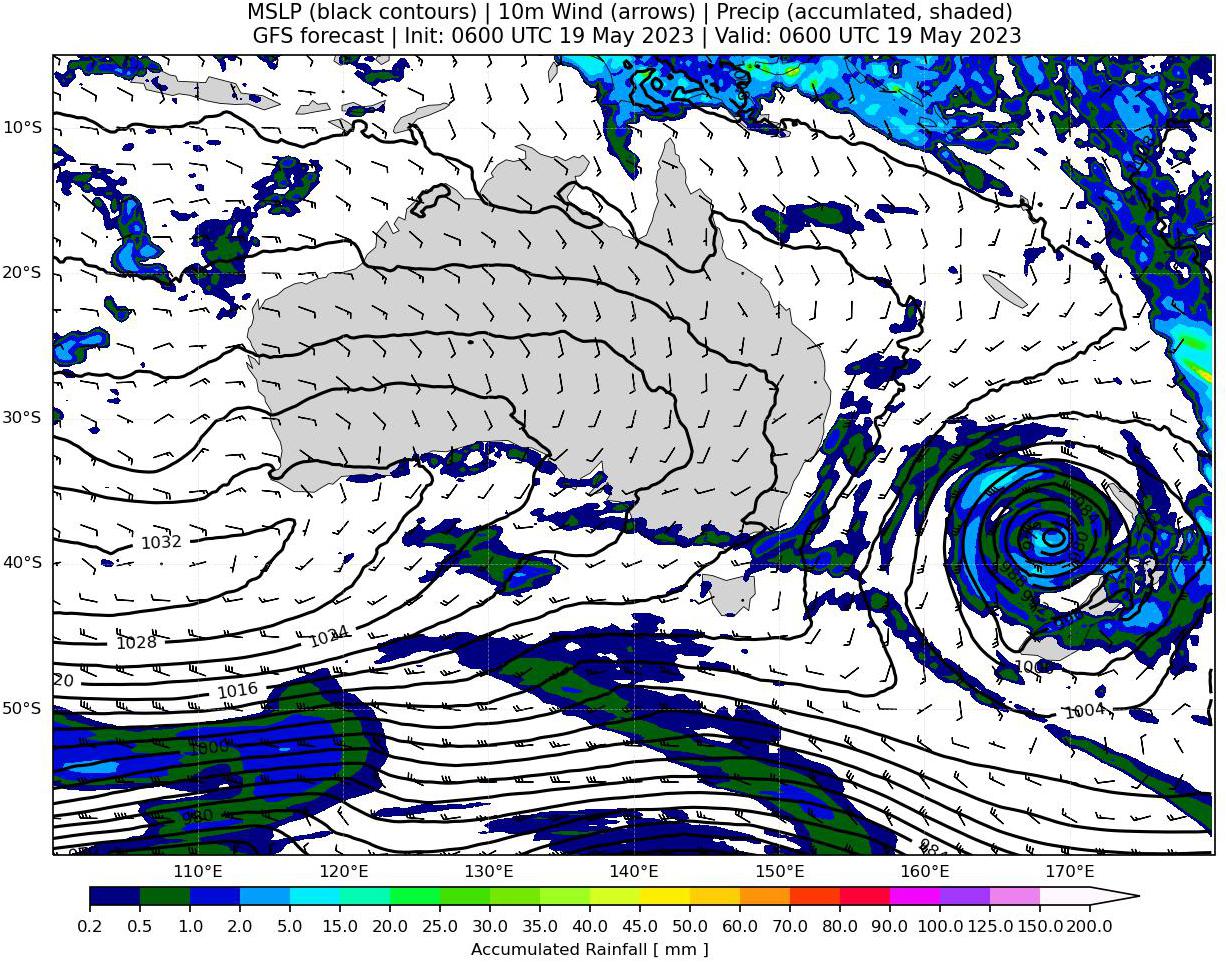 MSLP (black contours) | 10m Wind (arrows) | Precip (accumlated, shaded)
GFS forecast | Init: 0600 UTC 19 May 2023 | Valid: 0600 UTC 19 May 2023
10°S
20°S
30°S
1032
40°S
1028
1024
20
1016
1004
50°S
1000
980
110°E 120°E 130°E 140°E 150°E 160°E 170°E
0.2 0.5 1.0 2.0 5.0 10.0 15.0 20.0 25.0 30.0 35.0 40.0 45.0 50.0 60.0 70.0 80.0 90.0 100.0 125.0 150.0 200.0
Accumulated Rainfall [ mm ]